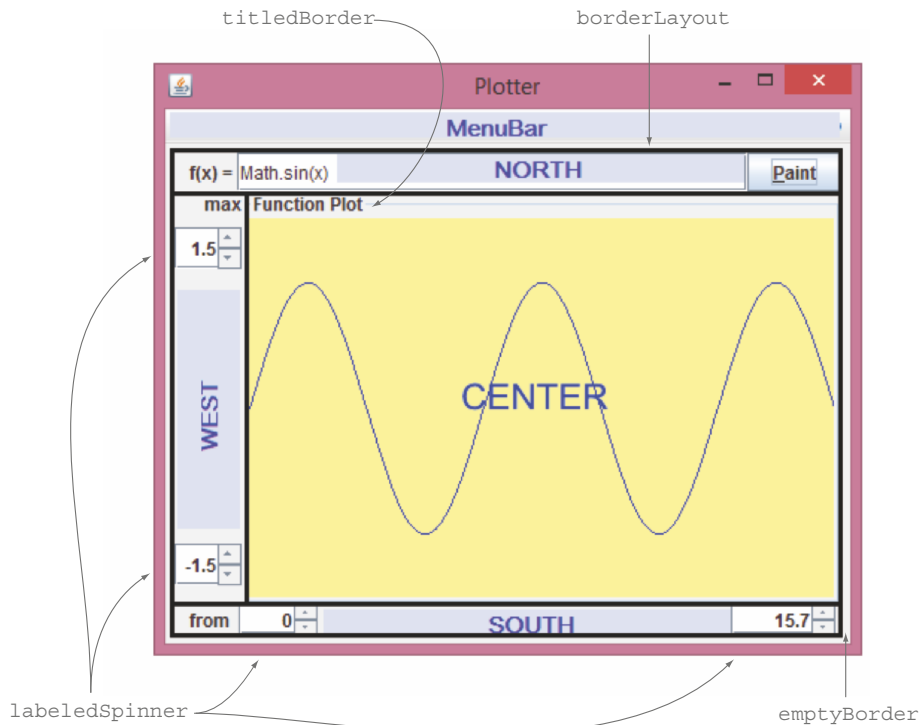 titledBorder borderLayout
Plotter
MenuBar
f(x) = Math.sin(x) NORTH Paint
max Function Plot
1.5
WEST
CENTER
-1.5
from 0 SOUTH 15.7
labeledSpinner emptyBorder